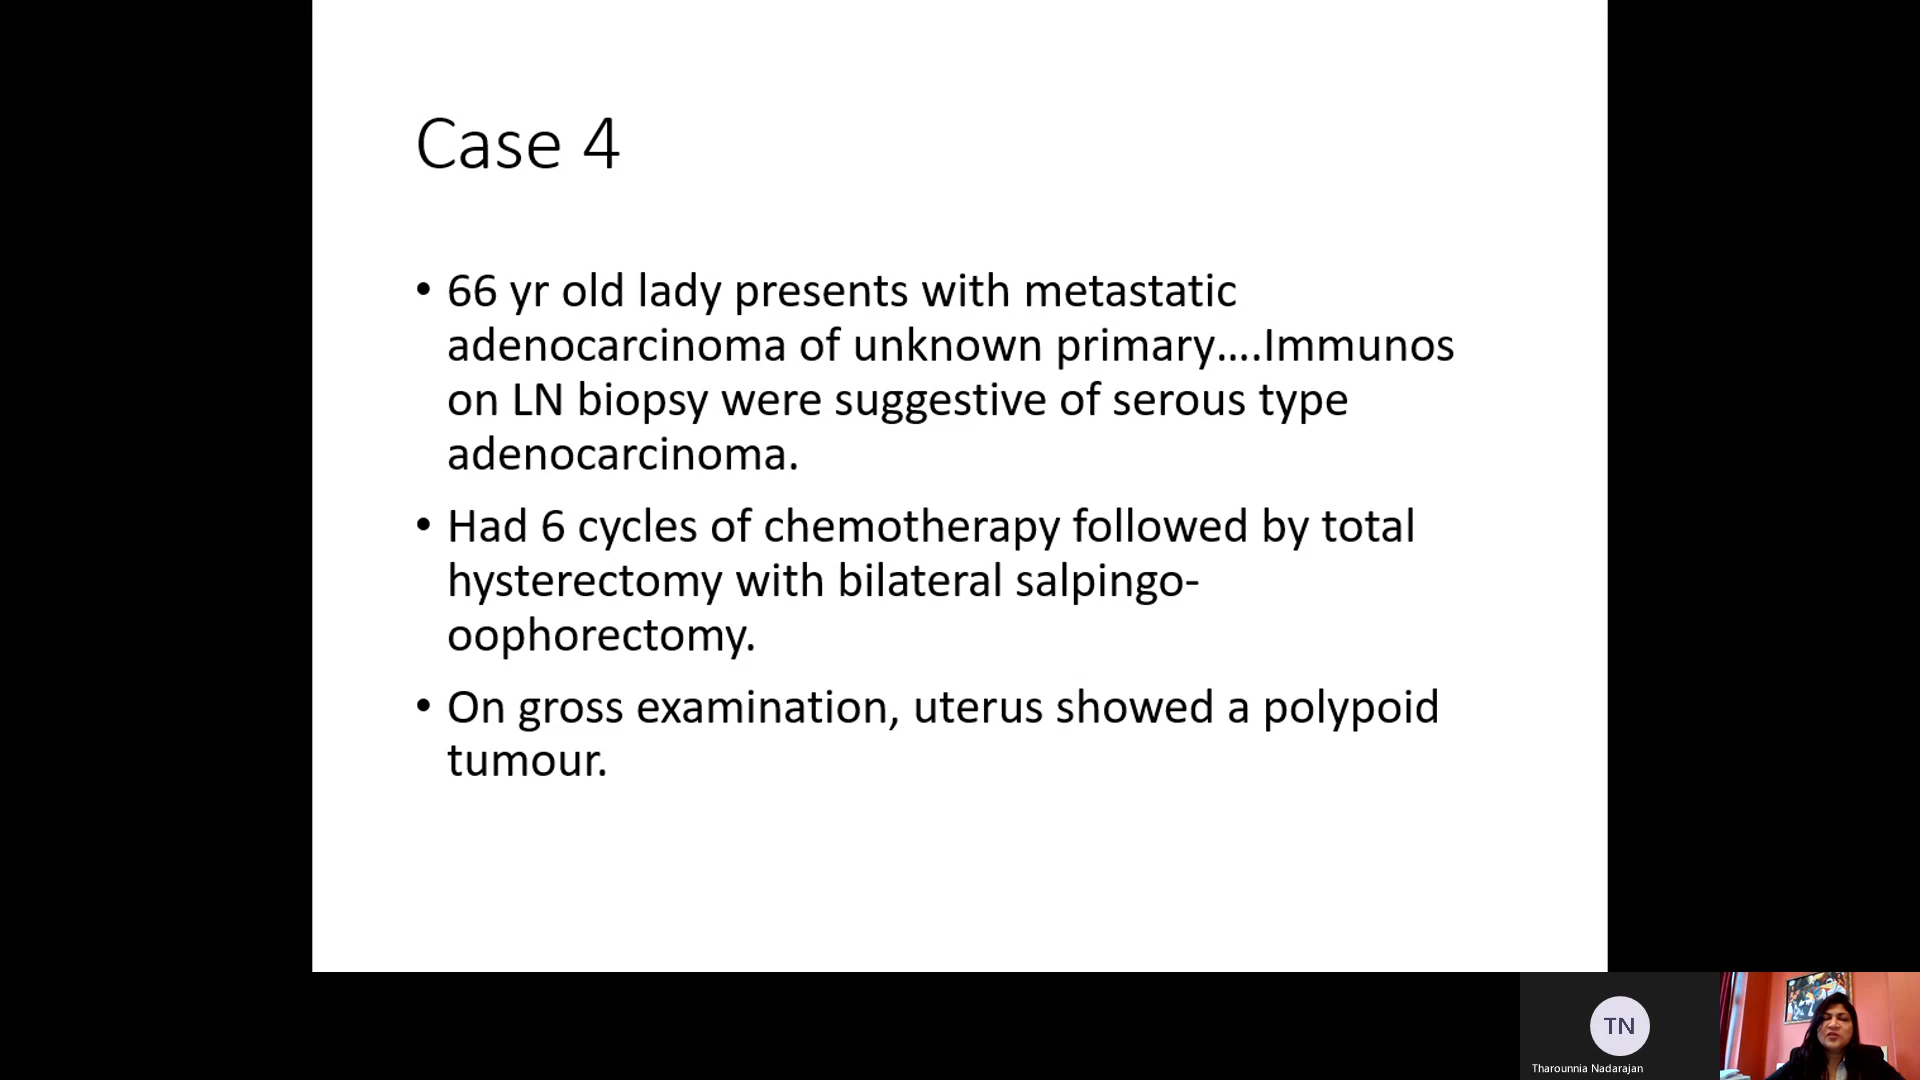 Case 4
• 66 yr old lady presents with metastatic
adenocarcinoma of unknown primary....Immunos
on LN biopsy were suggestive of serous type
adenocarcinoma.
• Had 6 cycles of chemotherapy followed by total
hysterectomy with bilateral salpingo-
oophorectomy.
• On gross examination, uterus showed a polypoid
tumour.
TN
Tharounnia Nadarajan